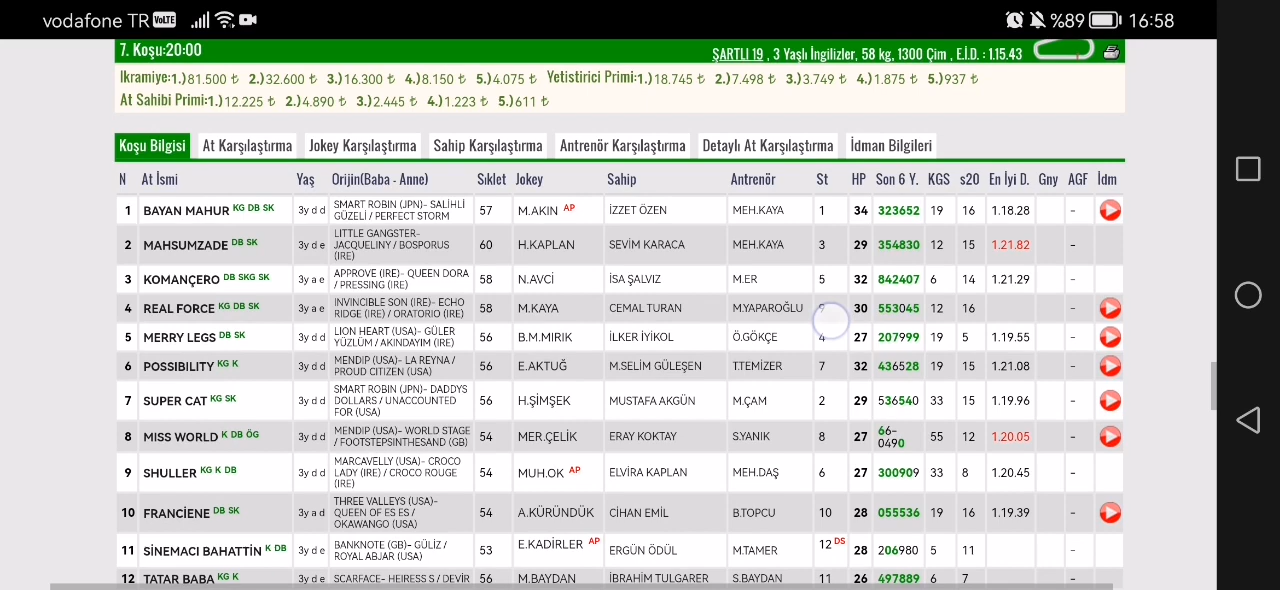 vodafone TR VoLTE %89 16:58
7. Koşu:20:00 ŞARTLI 19 , 3 Yaşlı İngilizler, 58 kg, 1300 Çim , E.İ.D. : 1.15.43
İkramiye:1.)81.500 ₺ 2.)32.600 ₺ 3.)16.300 ₺ 4.)8.150 ₺ 5.)4.075 ₺ Yetistirici Primi:1.)18.745 ₺ 2.)7.498 ₺ 3.)3.749 ₺ 4.)1.875 ₺ 5.)937 ₺
At Sahibi Primi:1.)12.225 ₺ 2.)4.890 ₺ 3.)2.445 ₺ 4.)1.223 ₺ 5.)611 ₺
Koşu Bilgisi At Karşılaştırma Jokey Karşılaştırma Sahip Karşılaştırma Antrenör Karşılaştırma Detaylı At Karşılaştırma İdman Bilgileri
N At İsmi Yaş Orijin(Baba - Anne) Sıklet Jokey Sahip Antrenör St HP Son 6 Y. KGS s20 En İyi D. Gny AGF İdm
1 BAYAN MAHUR KG DB SK 3y d d SMART ROBIN (JPN)- SALİHLİ GÜZELİ / PERFECT STORM 57 M.AKIN AP İZZET ÖZEN MEH.KAYA 1 34 323652 19 16 1.18.28 -
2 MAHSUMZADE DB SK 3y d e LITTLE GANGSTER- JACQUELINY / BOSPORUS (IRE) 60 H.KAPLAN SEVİM KARACA MEH.KAYA 3 29 354830 12 15 1.21.82 -
3 KOMANÇERO DB SKG SK 3y a e APPROVE (IRE)- QUEEN DORA / PRESSING (IRE) 58 N.AVCİ İSA ŞALVIZ M.ER 5 32 842407 6 14 1.21.29 -
4 REAL FORCE KG DB SK 3y a e INVINCIBLE SON (IRE)- ECHO RIDGE (IRE) / ORATORIO (IRE) 58 M.KAYA CEMAL TURAN M.YAPAROĞLU 9 30 553045 12 16 -
5 MERRY LEGS DB SK 3y d d LION HEART (USA)- GÜLER YÜZLÜM / AKINDAYIM (IRE) 56 B.M.MIRIK İLKER İYİKOL Ö.GÖKÇE 4 27 207999 19 5 1.19.55 -
6 POSSIBILITY KG K 3y d d MENDIP (USA)- LA REYNA / PROUD CITIZEN (USA) 56 E.AKTUĞ M.SELİM GÜLEŞEN T.TEMİZER 7 32 436528 19 15 1.21.08 -
7 SUPER CAT KG SK 3y d d SMART ROBIN (JPN)- DADDYS DOLLARS / UNACCOUNTED FOR (USA) 56 H.ŞİMŞEK MUSTAFA AKGÜN M.ÇAM 2 29 536540 33 15 1.19.96 -
8 MISS WORLD K DB ÖG 3y d d MENDIP (USA)- WORLD STAGE / FOOTSTEPSINTHESAND (GB) 54 MER.ÇELİK ERAY KOKTAY S.YANIK 8 27 66-0490 55 12 1.20.05 -
9 SHULLER KG K DB 3y d d MARCAVELLY (USA)- CROCO LADY (IRE) / CROCO ROUGE (IRE) 54 MUH.OK AP ELVİRA KAPLAN MEH.DAŞ 6 27 300909 33 8 1.20.45 -
10 FRANCİENE DB SK 3y a d THREE VALLEYS (USA)- QUEEN OF ES ES / OKAWANGO (USA) 54 A.KÜRÜNDÜK CİHAN EMİL B.TOPCU 10 28 055536 19 16 1.19.39 -
11 SİNEMACI BAHATTİN K DB 3y d e BANKNOTE (GB)- GÜLİZ / ROYAL ABJAR (USA) 53 E.KADİRLER AP ERGÜN ÖDÜL M.TAMER 12 DS 28 206980 5 11 -
12 TATAR BABA KG K 3y d e SCARFACE- HEIRESS S / DEVİR 56 M.BAYDAN İBRAHİM TULGARER S.BAYDAN 11 26 497889 6 7 -